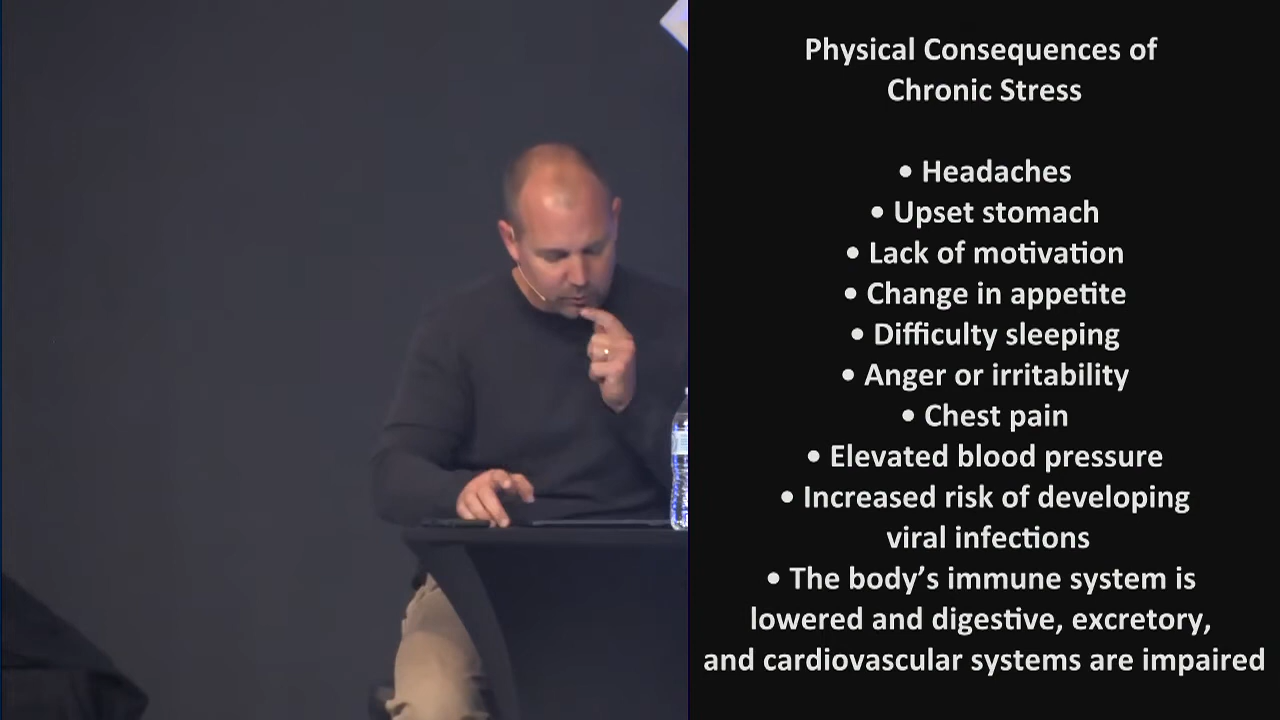 Physical Consequences of
Chronic Stress
• Headaches
• Upset stomach
• Lack of motivation
• Change in appetite
• Difficulty sleeping
• Anger or irritability
• Chest pain
• Elevated blood pressure
• Increased risk of developing
viral infections
• The body’s immune system is
lowered and digestive, excretory,
and cardiovascular systems are impaired